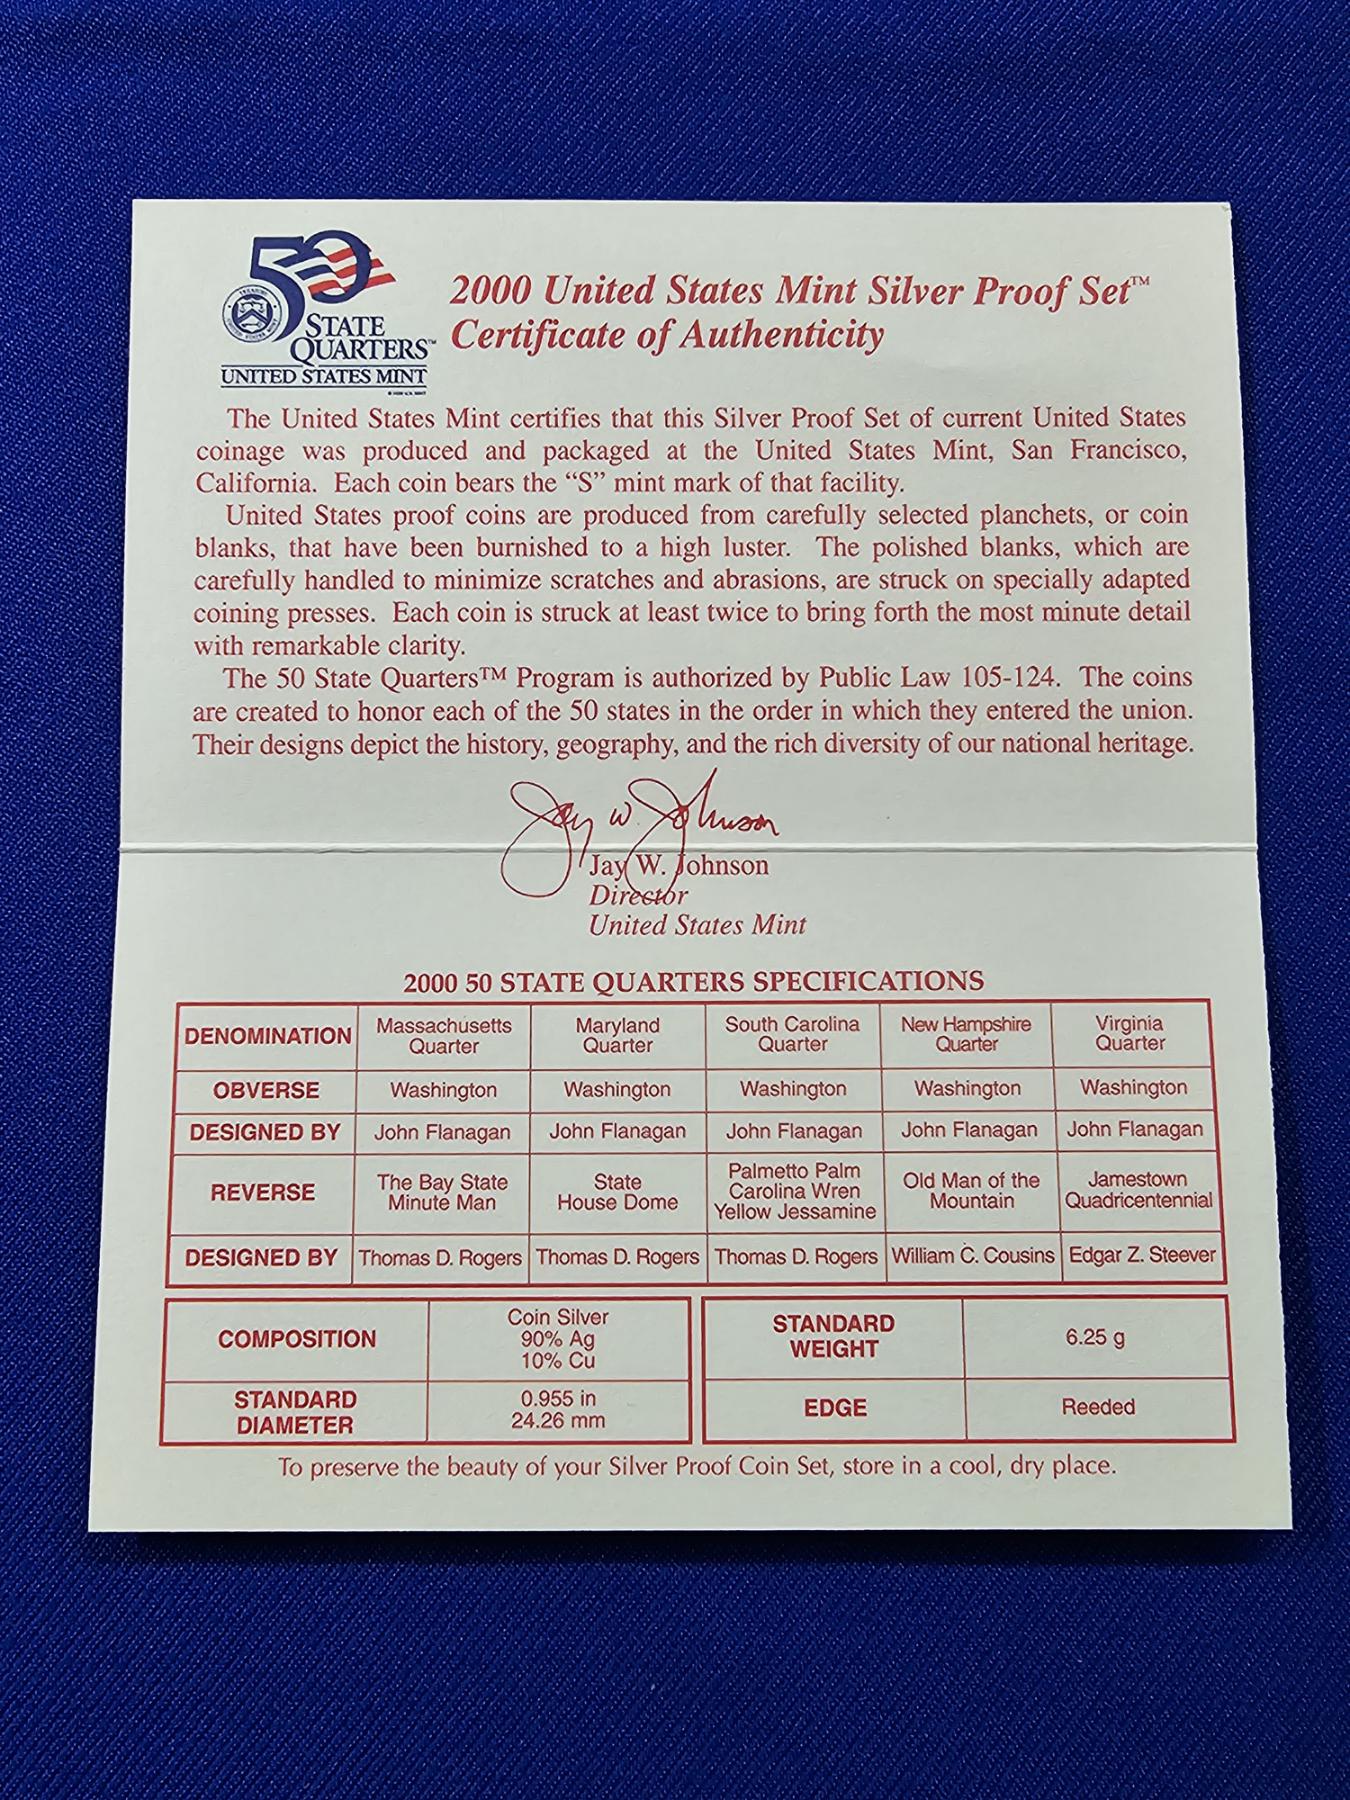 50
STATE
QUARTERS™
UNITED STATES MINT
2000 United States Mint Silver Proof Set™
Certificate of Authenticity
The United States Mint certifies that this Silver Proof Set of current United States
coinage was produced and packaged at the United States Mint, San Francisco,
California. Each coin bears the “S” mint mark of that facility.
United States proof coins are produced from carefully selected planchets, or coin
blanks, that have been burnished to a high luster. The polished blanks, which are
carefully handled to minimize scratches and abrasions, are struck on specially adapted
coining presses. Each coin is struck at least twice to bring forth the most minute detail
with remarkable clarity.
The 50 State Quarters™ Program is authorized by Public Law 105-124. The coins
are created to honor each of the 50 states in the order in which they entered the union.
Their designs depict the history, geography, and the rich diversity of our national heritage.
Jay W. Johnson
Jay W. Johnson
Director
United States Mint
2000 50 STATE QUARTERS SPECIFICATIONS
DENOMINATION Massachusetts Quarter Maryland Quarter South Carolina Quarter New Hampshire Quarter Virginia Quarter
OBVERSE Washington Washington Washington Washington Washington
DESIGNED BY John Flanagan John Flanagan John Flanagan John Flanagan John Flanagan
REVERSE The Bay State Minute Man State House Dome Palmetto Palm Carolina Wren Yellow Jessamine Old Man of the Mountain Jamestown Quadricentennial
DESIGNED BY Thomas D. Rogers Thomas D. Rogers Thomas D. Rogers William C. Cousins Edgar Z. Steever
COMPOSITION Coin Silver 90% Ag 10% Cu
STANDARD DIAMETER 0.955 in 24.26 mm
STANDARD WEIGHT 6.25 g
EDGE Reeded
To preserve the beauty of your Silver Proof Coin Set, store in a cool, dry place.